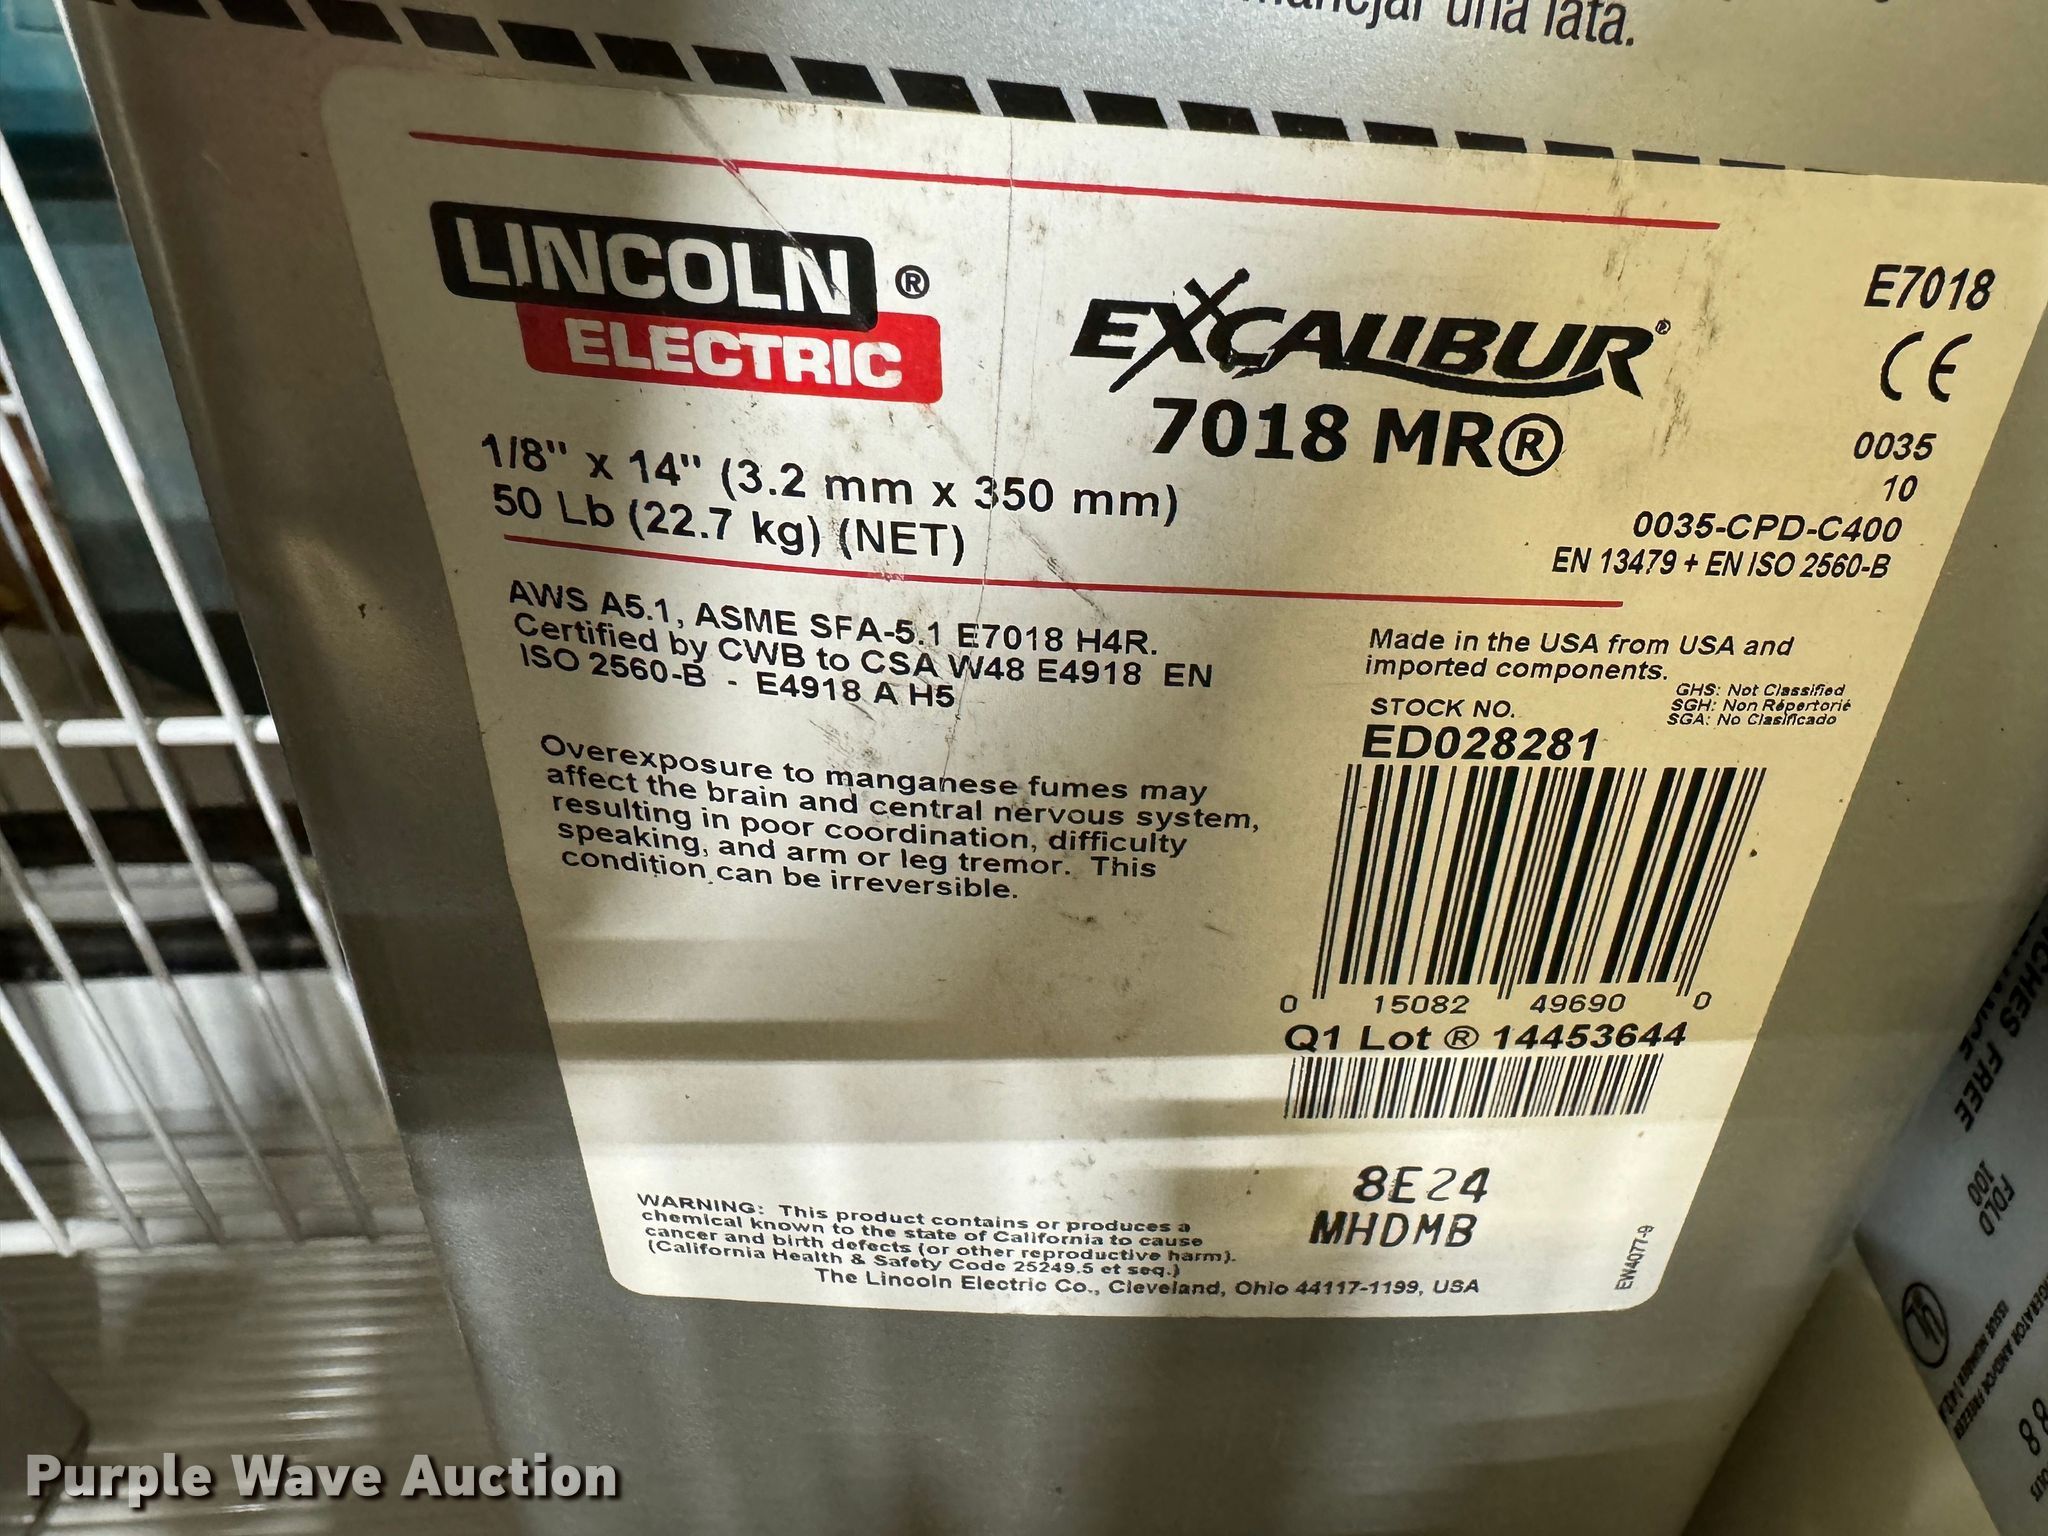 una lata.
LINCOLN ®
ELECTRIC
EXCALIBUR®
7018 MR®
E7018
CE
0035
10
0035-CPD-C400
EN 13479 + EN ISO 2560-B
1/8" x 14" (3.2 mm x 350 mm)
50 Lb (22.7 kg) (NET)
AWS A5.1, ASME SFA-5.1 E7018 H4R.
Certified by CWB to CSA W48 E4918 EN
ISO 2560-B - E4918 A H5
Made in the USA from USA and
imported components.
GHS: Not Classified
SGH: Non Répertorié
SGA: No Clasificado
STOCK NO.
ED028281
Overexposure to manganese fumes may
affect the brain and central nervous system,
resulting in poor coordination, difficulty
speaking, and arm or leg tremor. This
condition can be irreversible.
0 15082 49690 0
Q1 Lot ® 14453644
8E24
MHDMB
WARNING: This product contains or produces a
chemical known to the state of California to cause
cancer and birth defects (or other reproductive harm).
(California Health & Safety Code 25249.5 et seq.)
The Lincoln Electric Co., Cleveland, Ohio 44117-1199, USA
EW4077-9
FREE
FOLD
100
UL
Purple Wave Auction